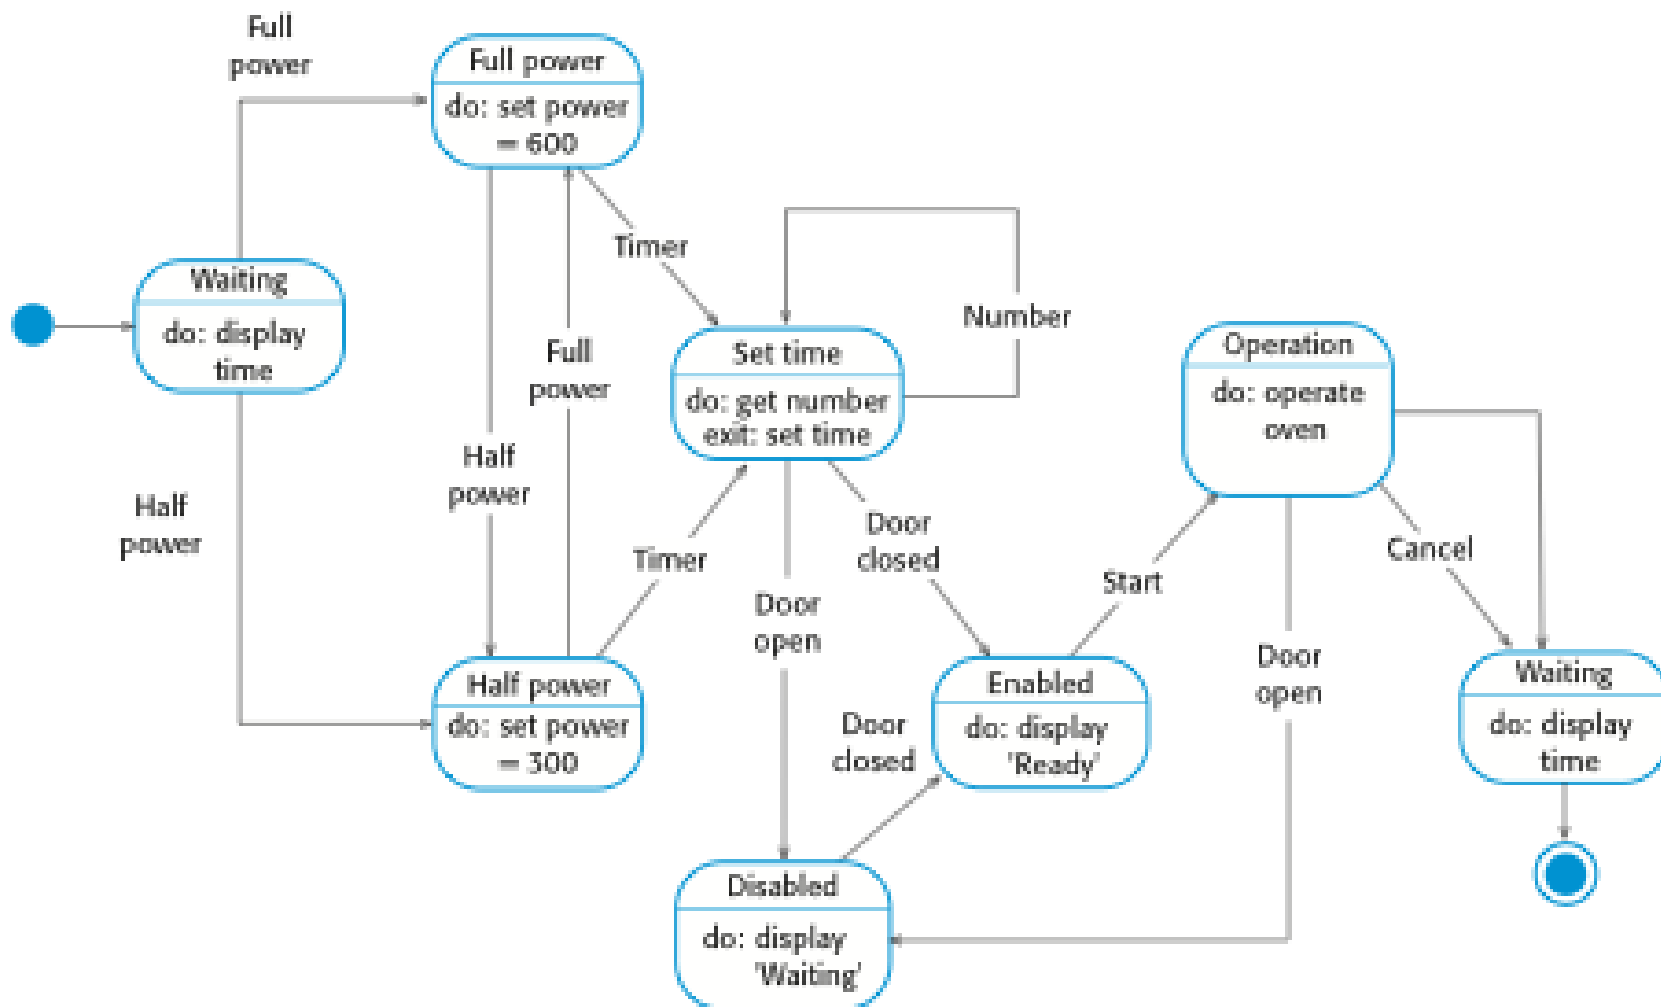 Full
power
Full power
do: set power
= 600
Waiting
do: display
time
Timer
Number
Full
power
Set time
do: get number
exit: set time
Operation
do: operate
oven
Half
power
Half
power
Timer
Door
closed
Door
open
Start
Cancel
Door
open
Half power
do: set power
= 300
Enabled
do: display
'Ready'
Door
closed
Waiting
do: display
time
Disabled
do: display
'Waiting'